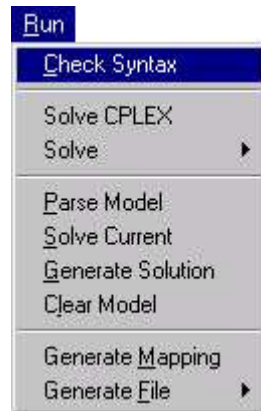 Run
Check Syntax
Solve CPLEX
Solve
Parse Model
Solve Current
Generate Solution
Clear Model
Generate Mapping
Generate File